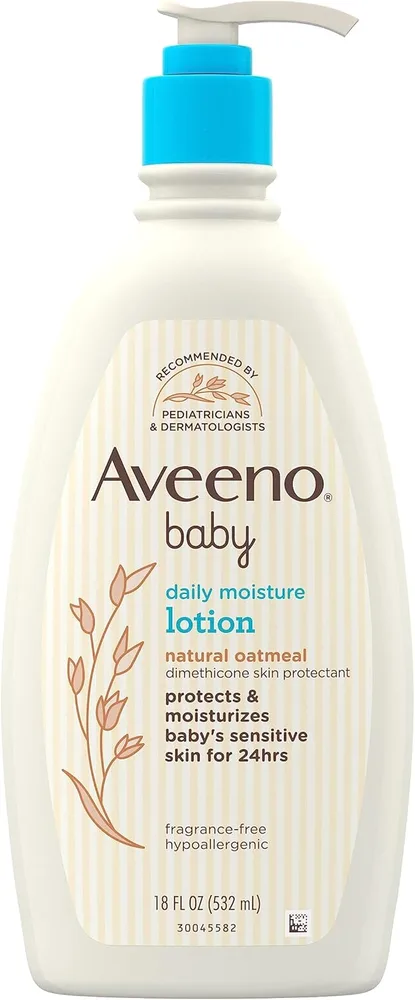 RECOMMENDED BY
PEDIATRICIANS
& DERMATOLOGISTS
Aveeno®
baby
daily moisture
lotion
natural oatmeal
dimethicone skin protectant
protects &
moisturizes
baby's sensitive
skin for 24hrs
fragrance-free
hypoallergenic
18 FL OZ (532 mL)
30045582